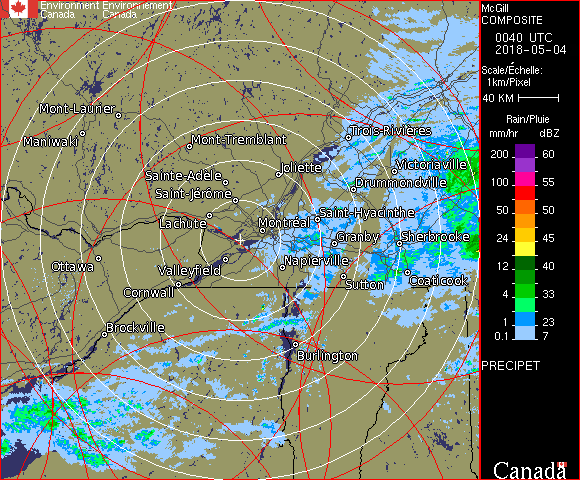 Environment Environnement
Canada Canada
McGill
COMPOSITE
0040 UTC
2018-05-04
Scale/Échelle:
1km/Pixel
40 KM
Rain/Pluie
mm/hr dBZ
200 60
100 55
50 50
24 45
12 40
4 33
1 23
0.1 7
PRECIPET
Canada
Mont-Laurier
Maniwaki
Mont-Tremblant
Trois-Rivières
Joliette
Victoriaville
Sainte-Adèle
Drummondville
Saint-Jérôme
Saint-Hyacinthe
Lachute
Montréal
Granby
Sherbrooke
Ottawa
Valleyfield
Napierville
Coaticook
Sutton
Cornwall
Brockville
Burlington